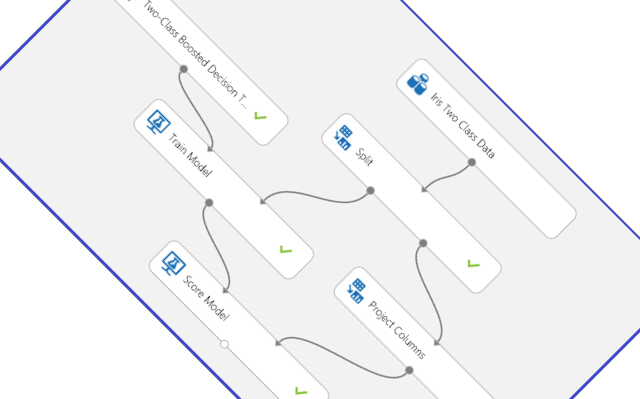 Two-Class Boosted Decision T...
Iris Two Class Data
Train Model
Split
Score Model
Project Columns